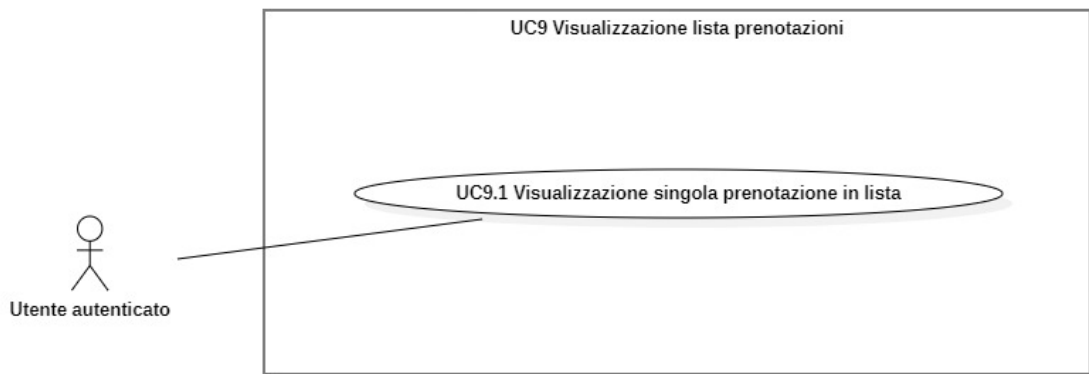 UC9 Visualizzazione lista prenotazioni
UC9.1 Visualizzazione singola prenotazione in lista
Utente autenticato